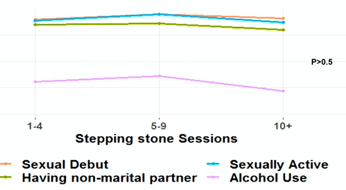 P>0.5
1-4 5-9 10+
Stepping stone Sessions
Sexual Debut Sexually Active
Having non-marital partner Alcohol Use